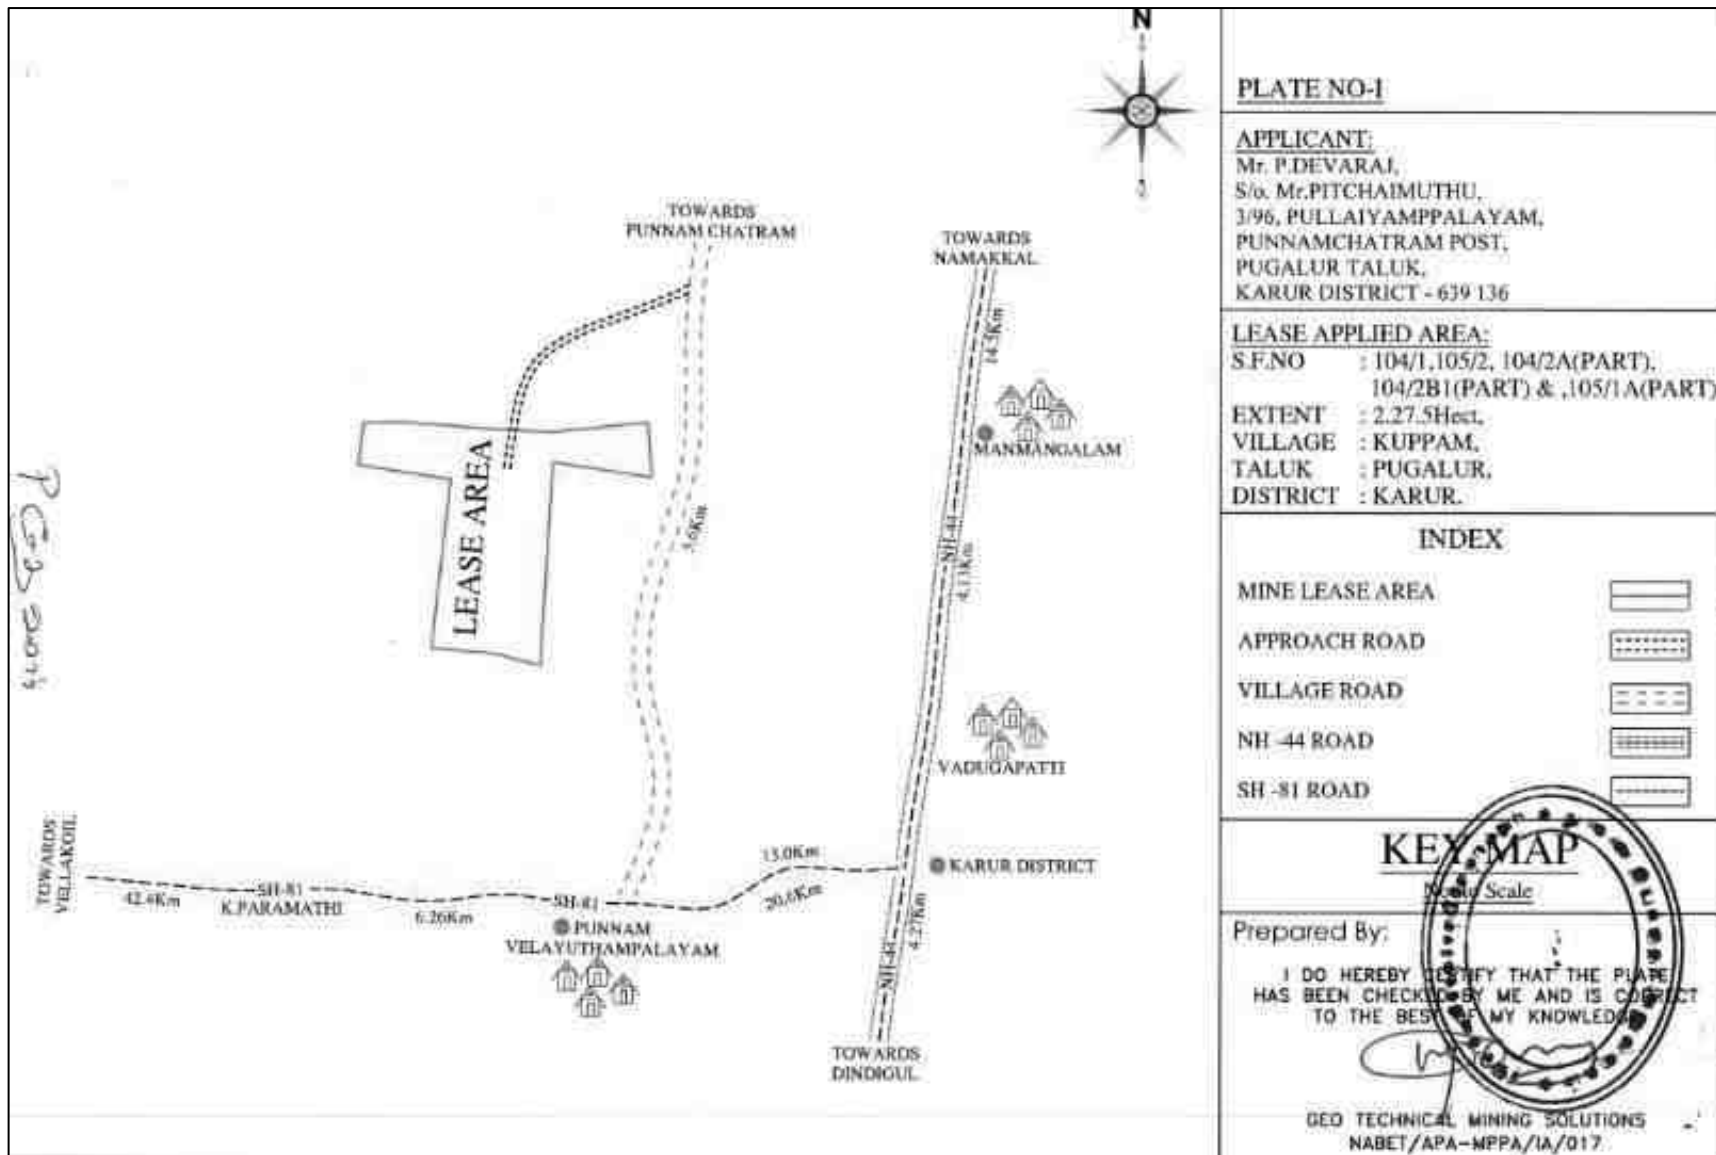 N
TOWARDS
PUNNAM CHATRAM
TOWARDS
NAMAKKAL
14.5Km
MANMANGALAM
LEASE AREA
3.6Km
NH-44
4.13Km
VADUGAPATTI
TOWARDS
VELLAKOIL
42.4Km
SH-81
K.PARAMATHI
6.26Km
SH-81
13.0Km
20.6Km
KARUR DISTRICT
PUNNAM
VELAYUTHAMPALAYAM
NH-44
4.27Km
TOWARDS
DINDIGUL
PLATE NO-I
APPLICANT:
Mr. P.DEVARAJ,
S/o. Mr.PITCHAIMUTHU,
3/96, PULLAIYAMPPALAYAM,
PUNNAMCHATRAM POST,
PUGALUR TALUK,
KARUR DISTRICT - 639 136
LEASE APPLIED AREA:
S.F.NO : 104/1,105/2, 104/2A(PART),
104/2B1(PART) & ,105/1A(PART)
EXTENT : 2.27.5Hect,
VILLAGE : KUPPAM,
TALUK : PUGALUR,
DISTRICT : KARUR.
INDEX
MINE LEASE AREA
APPROACH ROAD
VILLAGE ROAD
NH -44 ROAD
SH -81 ROAD
KEY MAP
Scale
Prepared By:
I DO HEREBY CERTIFY THAT THE PLATE
HAS BEEN CHECKED BY ME AND IS CORRECT
TO THE BEST OF MY KNOWLEDGE
GEO TECHNICAL MINING SOLUTIONS
NABET/APA-MPPA/IA/017